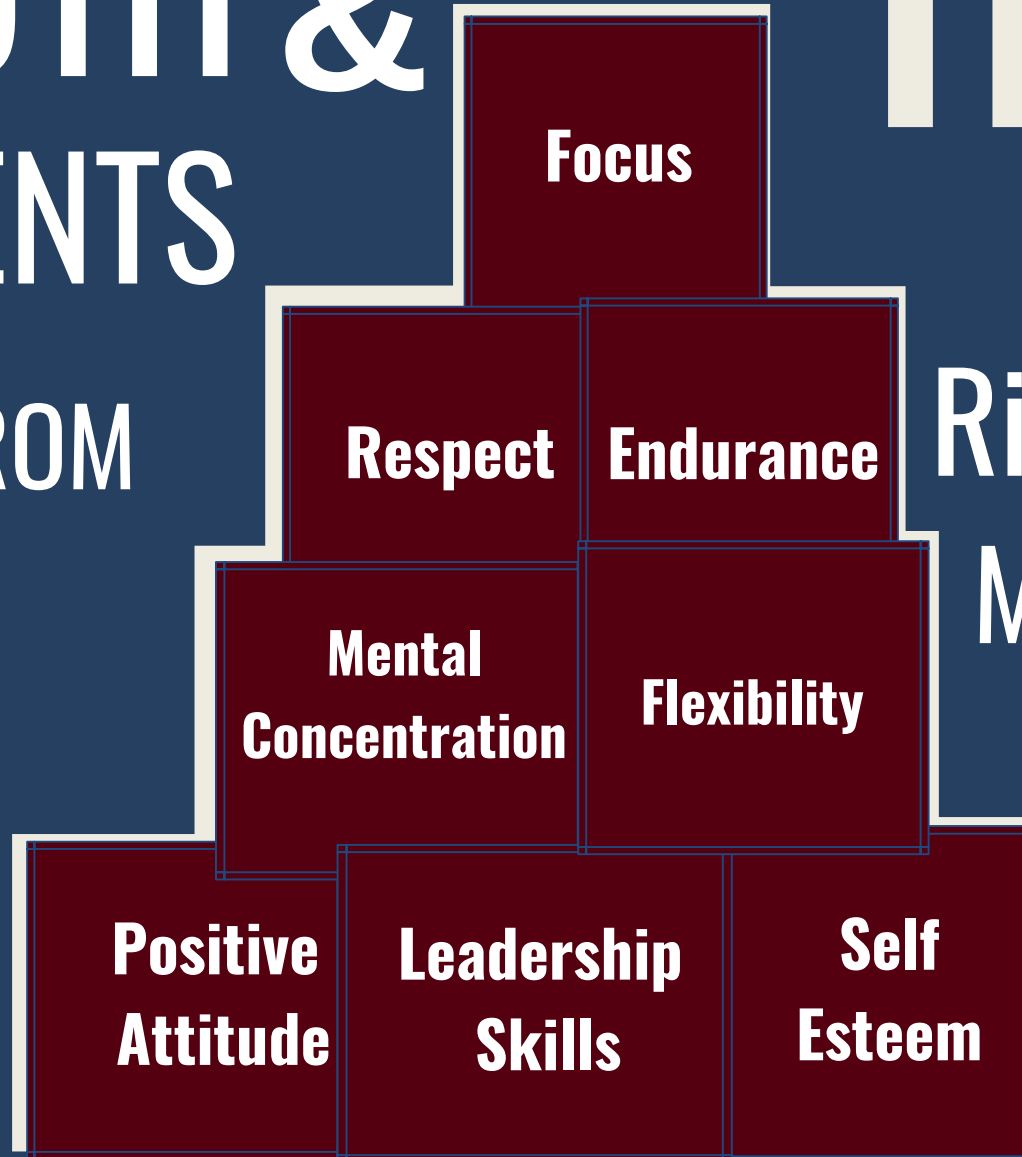 &
ENTS
ROM
Focus
Respect
Endurance
Ri
M
Mental
Concentration
Flexibility
Positive
Attitude
Leadership
Skills
Self
Esteem